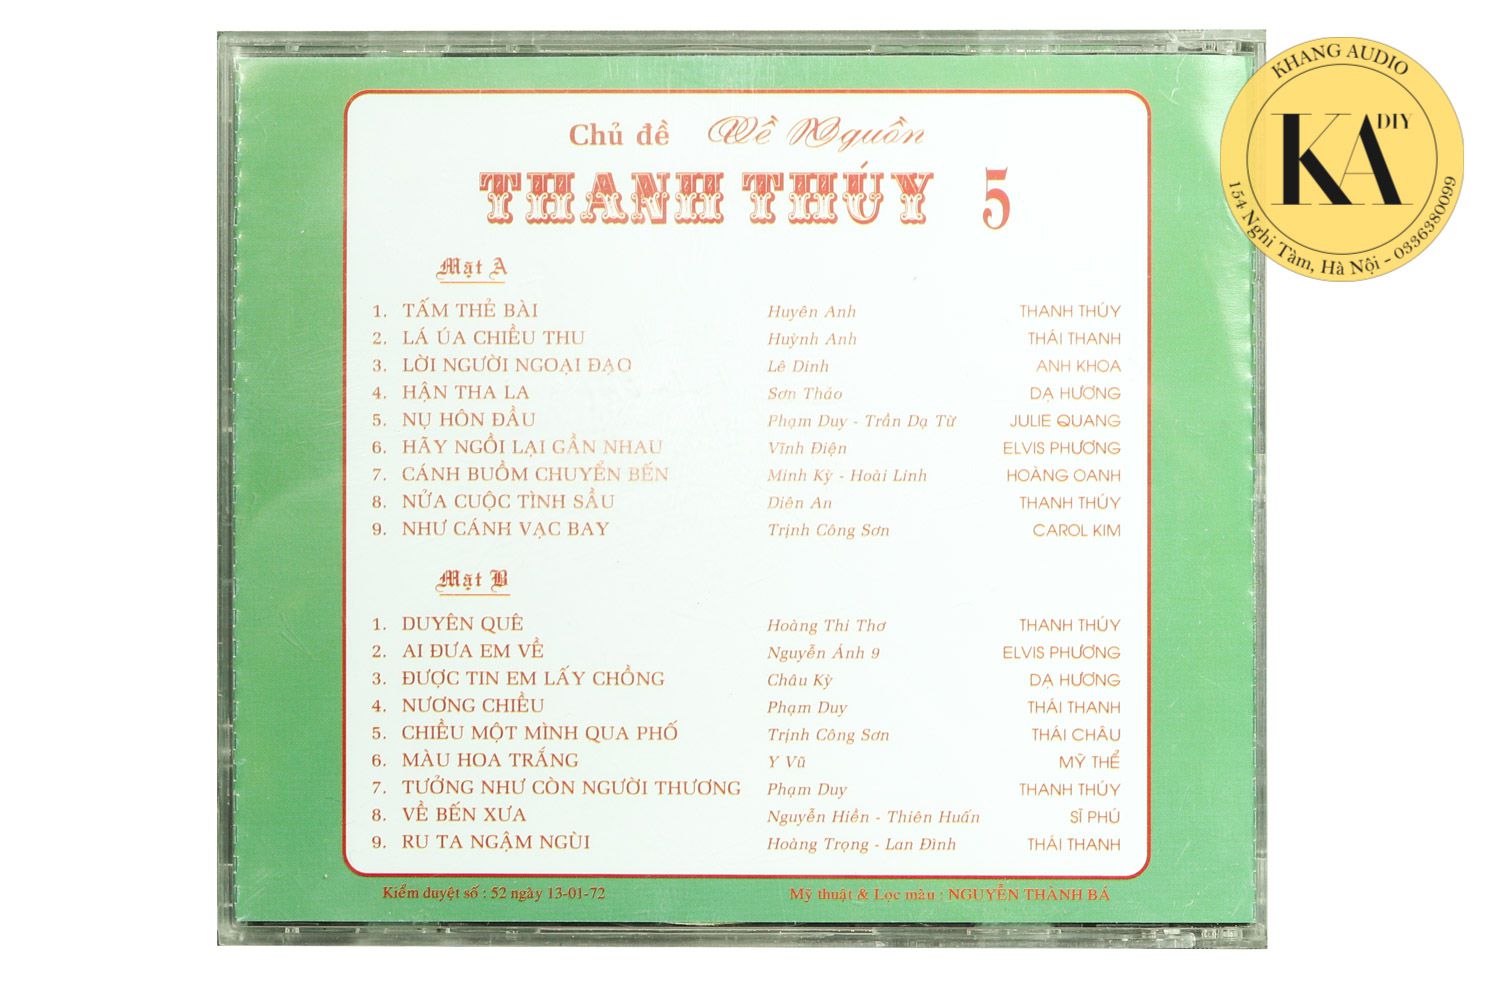 Chủ đề Về Nguồn
THANH THÚY 5
Mặt A
1. TẤM THẺ BÀI Huyên Anh THANH THÚY
2. LÁ ÚA CHIỀU THU Huỳnh Anh THÁI THANH
3. LỜI NGƯỜI NGOẠI ĐẠO Lê Dinh ANH KHOA
4. HẬN THA LA Sơn Thảo DẠ HƯƠNG
5. NỤ HÔN ĐẦU Phạm Duy - Trần Dạ Từ JULIE QUANG
6. HÃY NGỒI LẠI GẦN NHAU Vĩnh Điện ELVIS PHƯƠNG
7. CÁNH BUỒM CHUYỂN BẾN Minh Kỳ - Hoài Linh HOÀNG OANH
8. NỬA CUỘC TÌNH SẦU Diên An THANH THÚY
9. NHƯ CÁNH VẠC BAY Trịnh Công Sơn CAROL KIM
Mặt B
1. DUYÊN QUÊ Hoàng Thi Thơ THANH THÚY
2. AI ĐƯA EM VỀ Nguyễn Ánh 9 ELVIS PHƯƠNG
3. ĐƯỢC TIN EM LẤY CHỒNG Châu Kỳ DẠ HƯƠNG
4. NƯƠNG CHIỀU Phạm Duy THÁI THANH
5. CHIỀU MỘT MÌNH QUA PHỐ Trịnh Công Sơn THÁI CHÂU
6. MÀU HOA TRẮNG Y Vũ MỸ THỂ
7. TƯỞNG NHƯ CÒN NGƯỜI THƯƠNG Phạm Duy THANH THÚY
8. VỀ BẾN XƯA Nguyễn Hiền - Thiên Huấn SĨ PHÚ
9. RU TA NGẬM NGÙI Hoàng Trọng - Lan Đình THÁI THANH
Kiểm duyệt số : 52 ngày 13-01-72 Mỹ thuật & Lọc màu : NGUYỄN THÀNH BÁ
KHANG AUDIO
KA DIY
154 Nghi Tàm, Hà Nội - 0336380099